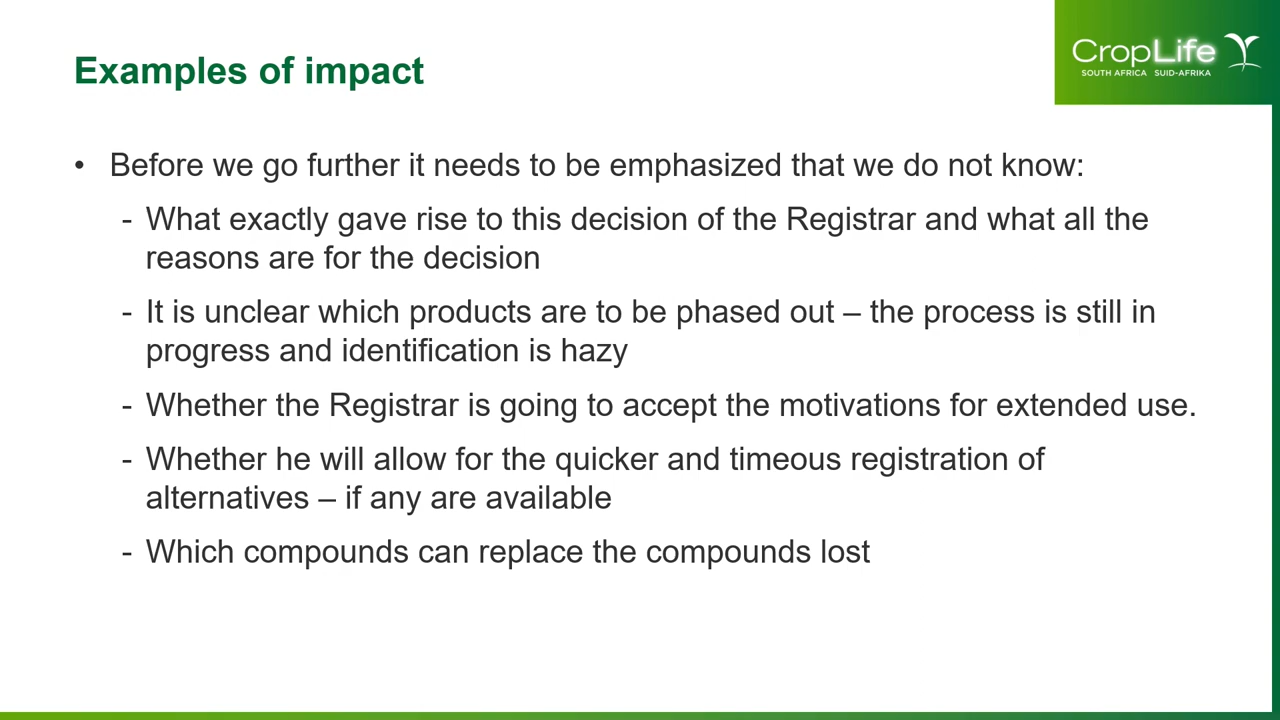 Examples of impact
CropLife
SOUTH AFRICA SUID-AFRIKA
• Before we go further it needs to be emphasized that we do not know:
- What exactly gave rise to this decision of the Registrar and what all the
reasons are for the decision
- It is unclear which products are to be phased out – the process is still in
progress and identification is hazy
- Whether the Registrar is going to accept the motivations for extended use.
- Whether he will allow for the quicker and timeous registration of
alternatives – if any are available
- Which compounds can replace the compounds lost